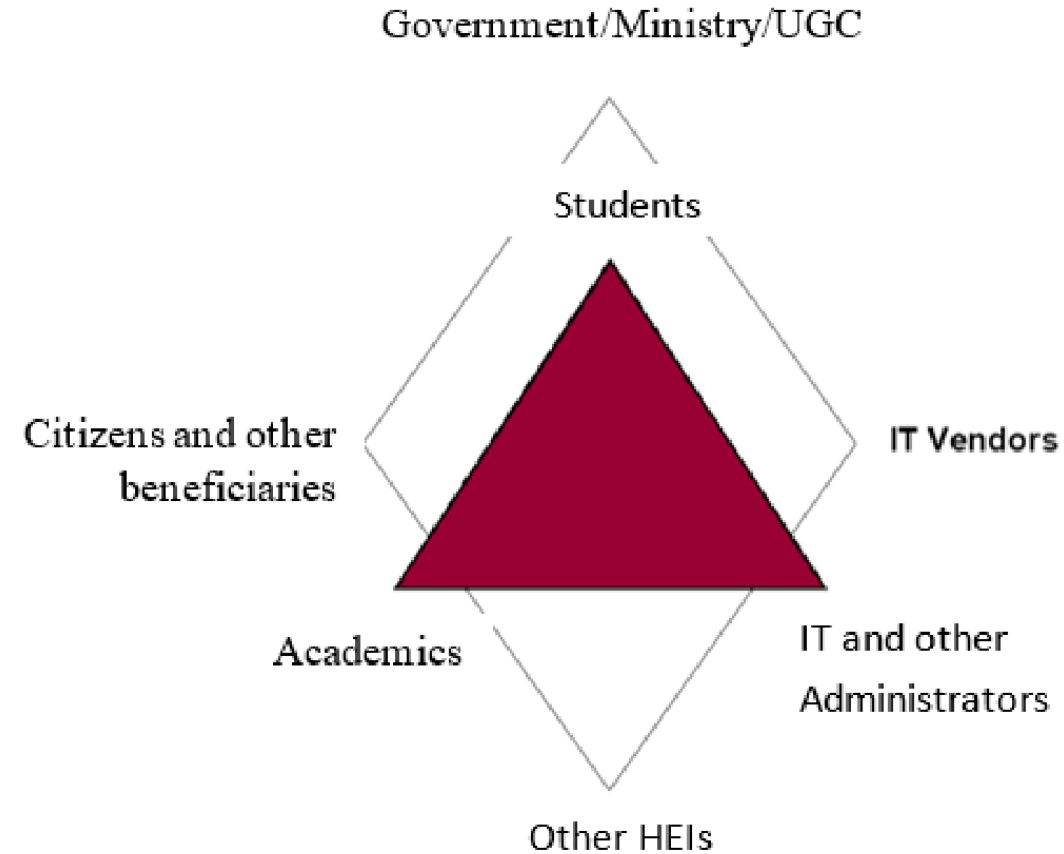 Government/Ministry/UGC
Students
Citizens and other
beneficiaries
IT Vendors
Academics
IT and other
Administrators
Other HEIs